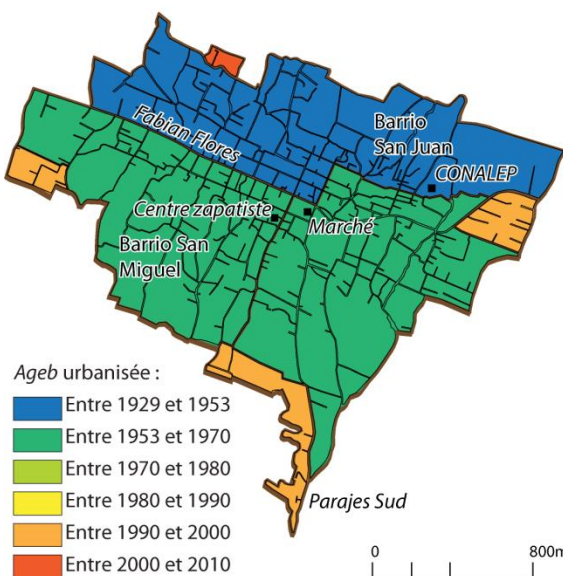 Barrio
San Juan
Fabian Flores
CONALEP
Centre zapatiste
Marché
Barrio San
Miguel
Ageb urbanisée :
Entre 1929 et 1953
Entre 1953 et 1970
Entre 1970 et 1980
Entre 1980 et 1990
Entre 1990 et 2000
Parajes Sud
Entre 2000 et 2010
0 800m